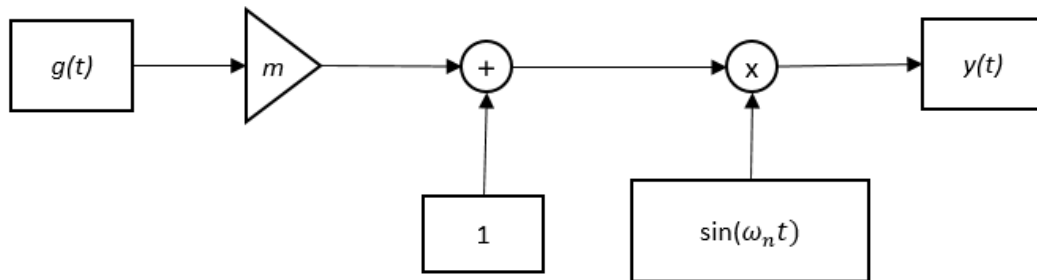 g(t)
m
+
x
y(t)
1
sin(ω_n t)